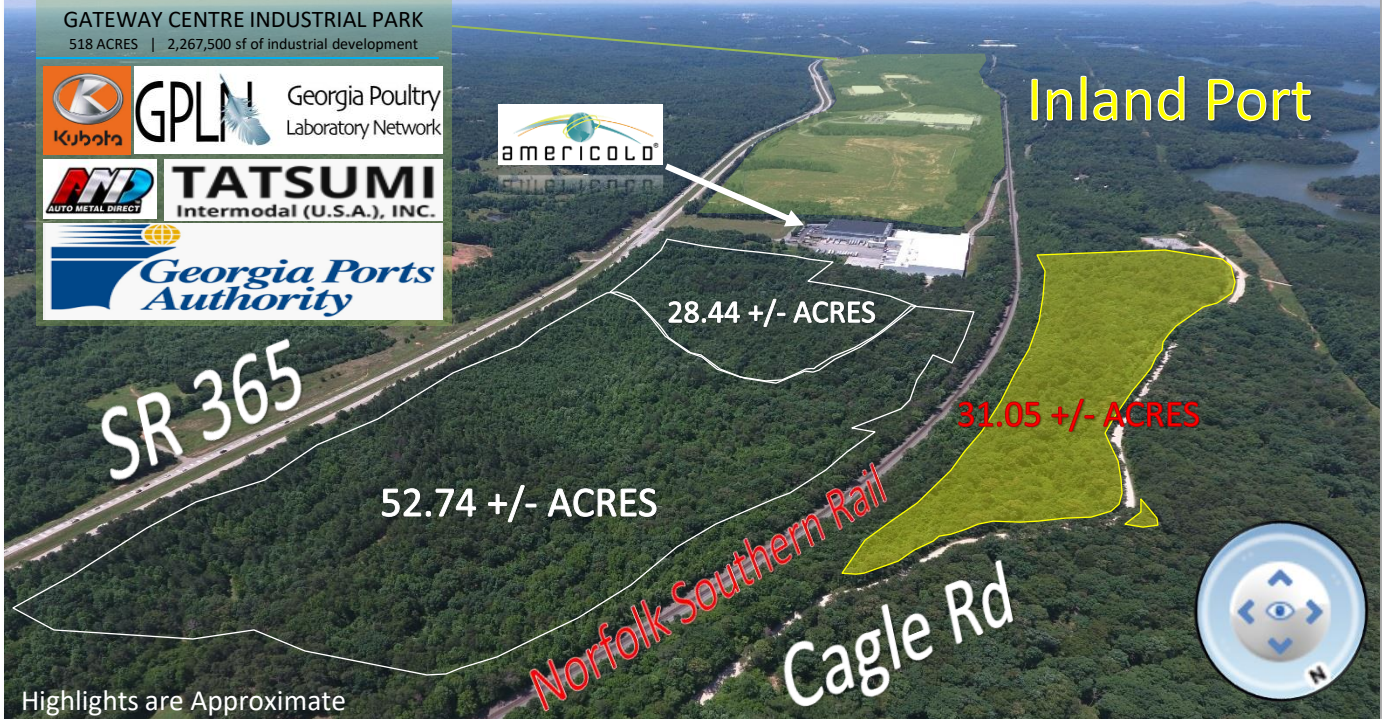 GATEWAY CENTRE INDUSTRIAL PARK
518 ACRES | 2,267,500 sf of industrial development
Kubota
GPLN
Georgia Poultry
Laboratory Network
AMD
AUTO METAL DIRECT
TATSUMI
Intermodal (U.S.A.), INC.
Georgia Ports
Authority
americold®
Inland Port
28.44 +/- ACRES
SR 365
31.05 +/- ACRES
52.74 +/- ACRES
Norfolk Southern Rail
Cagle Rd
N
Highlights are Approximate